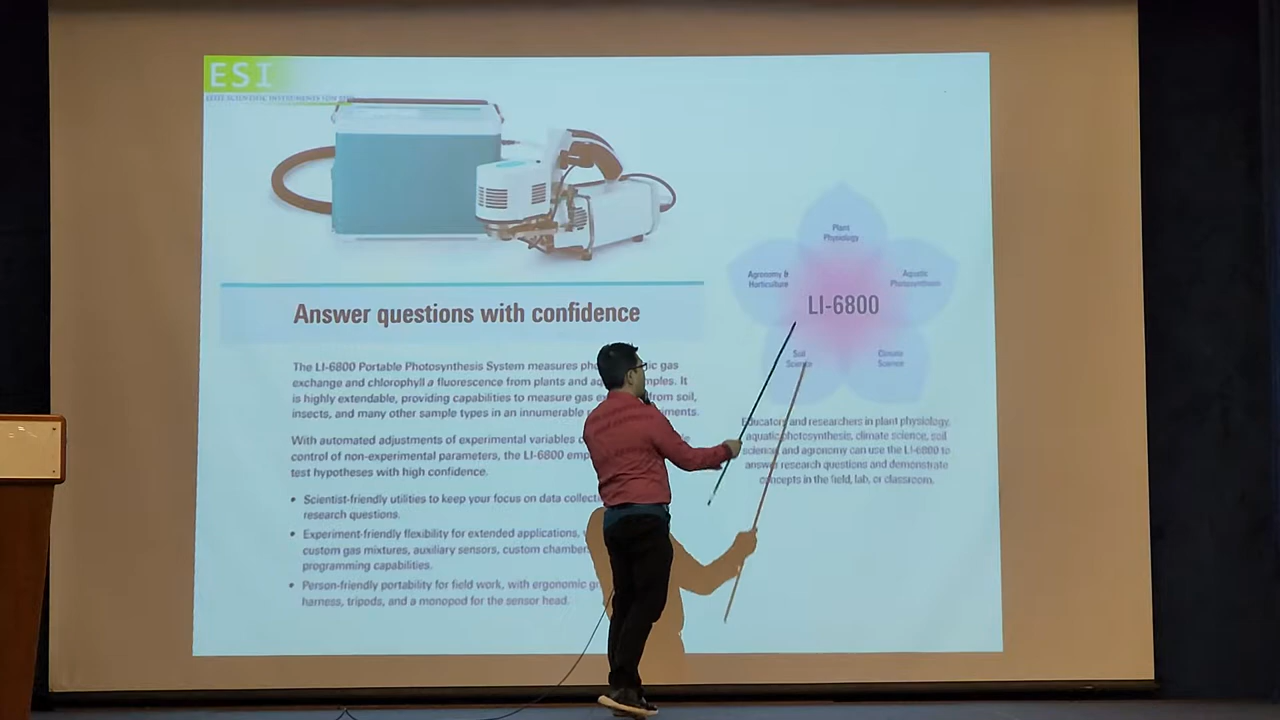 ESI
ELITE SCIENTIFIC INSTRUMENTS
Answer questions with confidence
The LI-6800 Portable Photosynthesis System measures gas
exchange and chlorophyll a fluorescence from plants and
is highly extendable, providing capabilities to measure gas from soil,
insects, and many other sample types in an innumerable
With automated adjustments of experimental variables
control of non-experimental parameters, the LI-6800
test hypotheses with high confidence.
• Scientist-friendly utilities to keep your focus on data
research questions.
• Experiment-friendly flexibility for extended applications,
custom gas mixtures, auxiliary sensors, custom
programming capabilities.
• Person-friendly portability for field work, with ergonomic
harness, tripods, and a monopod for the sensor head.
Plant
Physiology
Agronomy &
Horticulture
Aquatic
Photosynthesis
LI-6800
Soil
Science
Climate
Science
Educators and researchers in plant physiology,
aquatic photosynthesis, climate science, soil
science, and agronomy can use the LI-6800 to
answer research questions and demonstrate
concepts in the field, lab, or classroom.